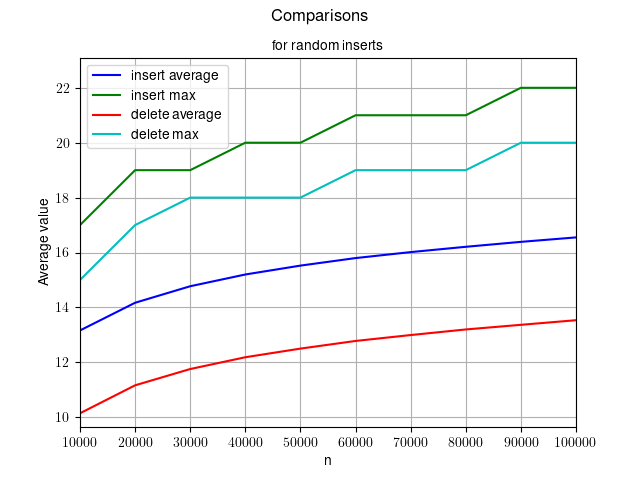 Comparisons
for random inserts
insert average
insert max
delete average
delete max
Average value
22
20
18
16
14
12
10
10000 20000 30000 40000 50000 60000 70000 80000 90000 100000
n